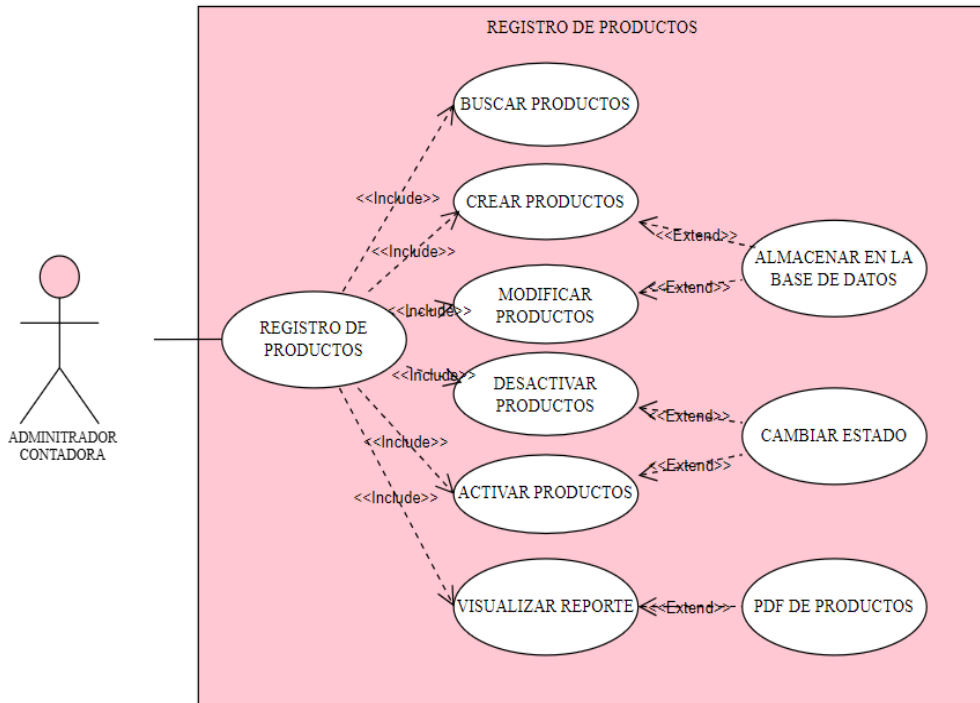 REGISTRO DE PRODUCTOS
BUSCAR PRODUCTOS
<<Include>>
CREAR PRODUCTOS
<<Extend>>
<<Include>>
ALMACENAR EN LA
BASE DE DATOS
<<Extend>>
MODIFICAR
PRODUCTOS
<<Include>>
REGISTRO DE
PRODUCTOS
<<Include>>
DESACTIVAR
PRODUCTOS
<<Extend>>
ADMINITRADOR
CONTADORA
CAMBIAR ESTADO
<<Include>>
<<Extend>>
ACTIVAR PRODUCTOS
<<Include>>
VISUALIZAR REPORTE
<<Extend>>
PDF DE PRODUCTOS